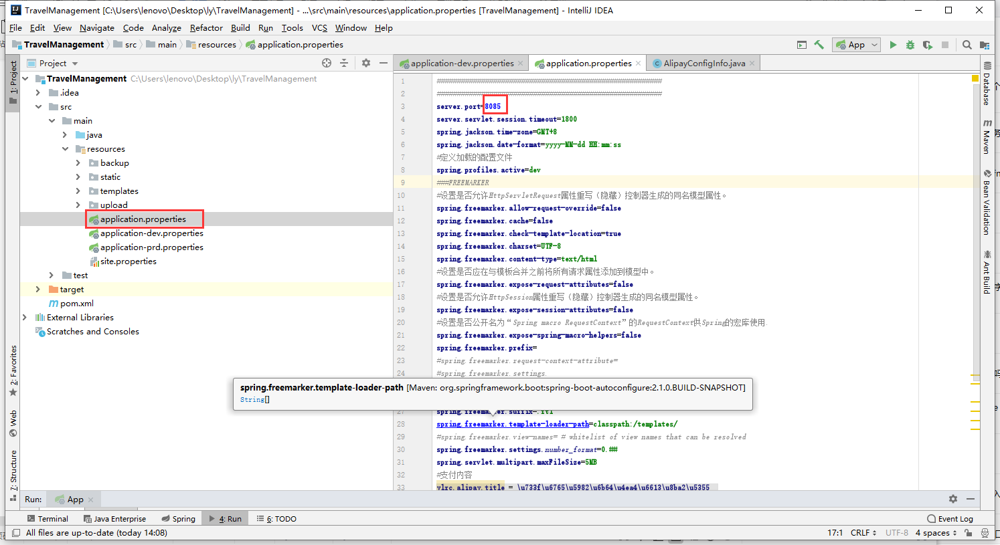 TravelManagement [C:\Users\lenovo\Desktop\ly\TravelManagement] - ...\src\main\resources\application.properties [TravelManagement] - IntelliJ IDEA
File Edit View Navigate Code Analyze Refactor Build Run Tools VCS Window Help
TravelManagement src main resources application.properties App
1: Project
Project
application-dev.properties application.properties AlipayConfigInfo.java
TravelManagement C:\Users\lenovo\Desktop\ly\TravelManagement
.idea
src
main
java
resources
backup
static
templates
upload
application.properties
application-dev.properties
application-prd.properties
site.properties
test
target
pom.xml
External Libraries
Scratches and Consoles
3 server.port=8085
4 server.servlet.session.timeout=1800
5 spring.jackson.time-zone=GMT+8
6 spring.jackson.date-format=yyyy-MM-dd HH:mm:ss
7 #定义加载的配置文件
8 spring.profiles.active=dev
9 ###FREEMARKER
10 #设置是否允许HttpServletRequest属性重写（隐藏）控制器生成的同名模型属性。
11 spring.freemarker.allow-request-override=false
12 spring.freemarker.cache=false
13 spring.freemarker.check-template-location=true
14 spring.freemarker.charset=UTF-8
15 spring.freemarker.content-type=text/html
16 #设置是否应在与模板合并之前将所有请求属性添加到模型中。
17 spring.freemarker.expose-request-attributes=false
18 #设置是否允许HttpSession属性重写（隐藏）控制器生成的同名模型属性。
19 spring.freemarker.expose-session-attributes=false
20 #设置是否公开名为“Spring macro RequestContext”的RequestContext供Spring的宏库使用
21 spring.freemarker.expose-spring-macro-helpers=false
22 spring.freemarker.prefix=
23 #spring.freemarker.request-context-attribute=
24 #spring.freemarker.settings.
spring.freemarker.template-loader-path [Maven: org.springframework.boot:spring-boot-autoconfigure:2.1.0.BUILD-SNAPSHOT]
String[]
27 spring.freemarker.suffix=.ftl
28 spring.freemarker.template-loader-path=classpath:/templates/
29 #spring.freemarker.view-names= # whitelist of view names that can be resolved
30 spring.freemarker.settings.number_format=0.##
31 spring.servlet.multipart.maxFileSize=5MB
32 #支付内容
33 ylrc.alipay.title = \u733f\u6765\u5982\u6b64\u4ea4\u6613\u8ba2\u5355
Database
Maven
Bean Validation
Ant Build
2: Favorites
Web
7: Structure
Run: App
Terminal Java Enterprise Spring 4: Run 6: TODO Event Log
All files are up-to-date (today 14:08) 17:1 CRLF UTF-8 4 spaces